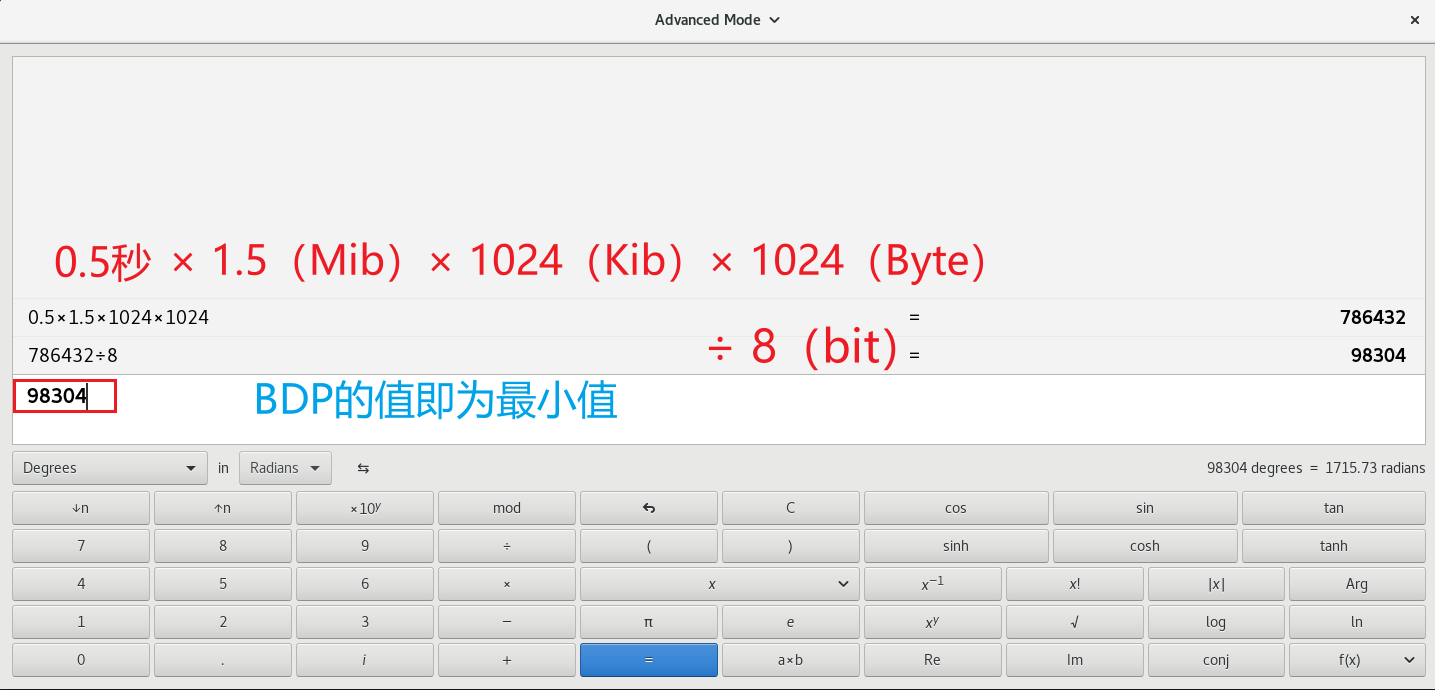 Advanced Mode
0.5秒 × 1.5（Mib）× 1024（Kib）× 1024（Byte）
0.5×1.5×1024×1024 = 786432
÷ 8（bit）
786432÷8 = 98304
98304
BDP的值即为最小值
Degrees in Radians ⇆ 98304 degrees = 1715.73 radians
↓n ↑n ×10ʸ mod C cos sin tan
7 8 9 ÷ ( ) sinh cosh tanh
4 5 6 × x x⁻¹ x! |x| Arg
1 2 3 − π e xʸ √ log ln
0 . i + = a×b Re Im conj f(x)